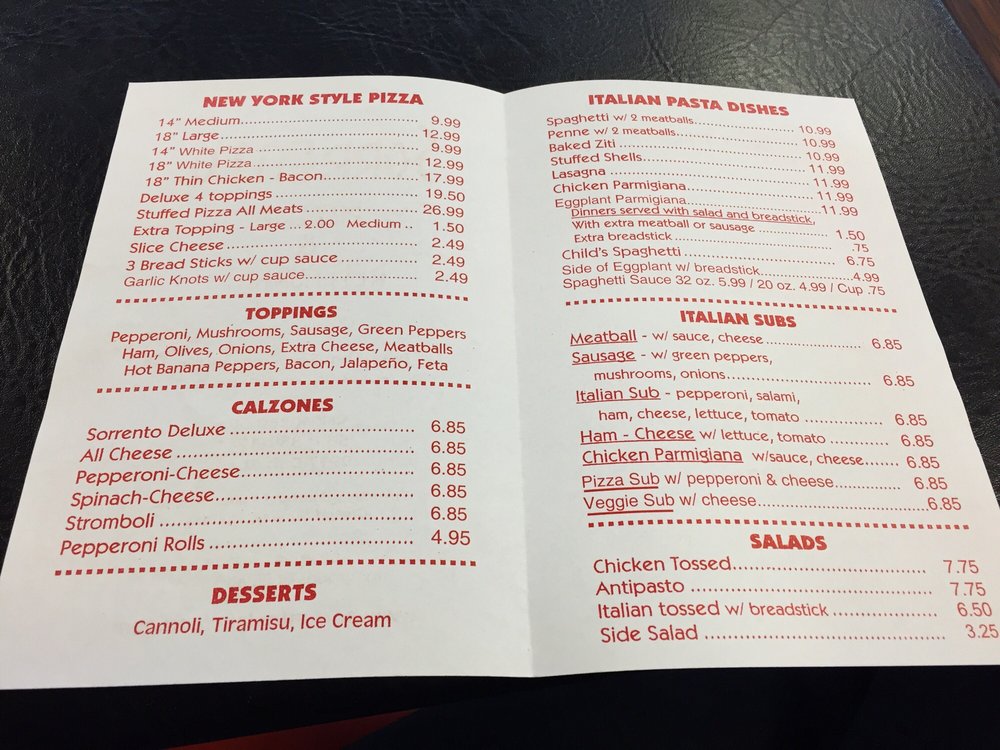 NEW YORK STYLE PIZZA
14" Medium 9.99
18" Large 12.99
14" White Pizza 9.99
18" White Pizza 12.99
18" Thin Chicken - Bacon 17.99
Deluxe 4 toppings 19.50
Stuffed Pizza All Meats 26.99
Extra Topping - Large ... 2.00 Medium .. 1.50
Slice Cheese 2.49
3 Bread Sticks w/ cup sauce 2.49
Garlic Knots w/ cup sauce 2.49
TOPPINGS
Pepperoni, Mushrooms, Sausage, Green Peppers
Ham, Olives, Onions, Extra Cheese, Meatballs
Hot Banana Peppers, Bacon, Jalapeño, Feta
CALZONES
Sorrento Deluxe 6.85
All Cheese 6.85
Pepperoni-Cheese 6.85
Spinach-Cheese 6.85
Stromboli 6.85
Pepperoni Rolls 4.95
DESSERTS
Cannoli, Tiramisu, Ice Cream
ITALIAN PASTA DISHES
Spaghetti w/ 2 meatballs 10.99
Penne w/ 2 meatballs 10.99
Baked Ziti 10.99
Stuffed Shells 11.99
Lasagna 11.99
Chicken Parmigiana 11.99
Eggplant Parmigiana 11.99
Dinners served with salad and breadstick,
With extra meatball or sausage 1.50
Extra breadstick .75
Child's Spaghetti 6.75
Side of Eggplant w/ breadstick 4.99
Spaghetti Sauce 32 oz. 5.99 / 20 oz. 4.99 / Cup .75
ITALIAN SUBS
Meatball - w/ sauce, cheese 6.85
Sausage - w/ green peppers,
mushrooms, onions 6.85
Italian Sub - pepperoni, salami,
ham, cheese, lettuce, tomato 6.85
Ham - Cheese w/ lettuce, tomato 6.85
Chicken Parmigiana w/sauce, cheese 6.85
Pizza Sub w/ pepperoni & cheese 6.85
Veggie Sub w/ cheese 6.85
SALADS
Chicken Tossed 7.75
Antipasto 7.75
Italian tossed w/ breadstick 6.50
Side Salad 3.25